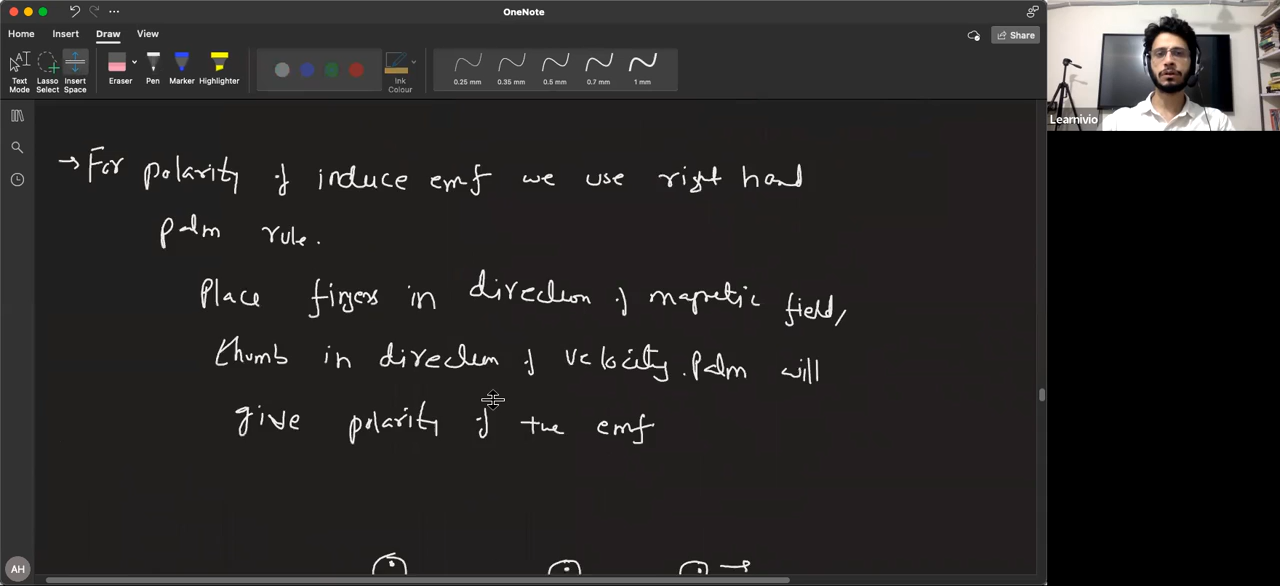 OneNote
Home Insert Draw View
Share
Text Mode
Lasso Select
Insert Space
Eraser
Pen
Marker
Highlighter
Ink Colour
0.25 mm 0.35 mm 0.5 mm 0.7 mm 1 mm
Learnivio
→ For polarity of induce emf we use right hand
palm rule.
Place fingers in direction of magnetic field,
thumb in direction of velocity. Palm will
give polarity of the emf
AH